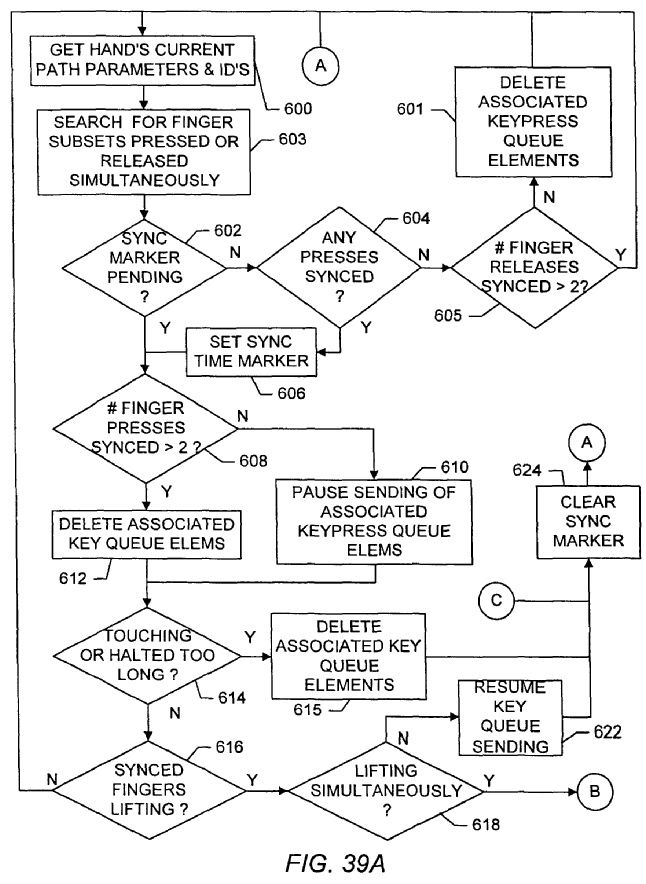 GET HAND'S CURRENT
PATH PARAMETERS & ID'S
600
A
601
DELETE
ASSOCIATED
KEYPRESS
QUEUE
ELEMENTS
SEARCH FOR FINGER
SUBSETS PRESSED OR
RELEASED
SIMULTANEOUSLY
603
SYNC
MARKER
PENDING
?
602
N
Y
ANY
PRESSES
SYNCED
?
604
N
Y
# FINGER
RELEASES
SYNCED > 2?
605
N
Y
SET SYNC
TIME MARKER
606
# FINGER
PRESSES
SYNCED > 2 ?
608
N
Y
610
PAUSE SENDING OF
ASSOCIATED
KEYPRESS QUEUE
ELEMS
DELETE ASSOCIATED
KEY QUEUE ELEMS
612
A
624
CLEAR
SYNC
MARKER
C
TOUCHING
OR HALTED TOO
LONG ?
614
Y
N
DELETE
ASSOCIATED KEY
QUEUE
ELEMENTS
615
RESUME
KEY
QUEUE
SENDING
622
SYNCED
FINGERS
LIFTING ?
616
N
Y
LIFTING
SIMULTANEOUSLY
?
618
N
Y
B
FIG. 39A